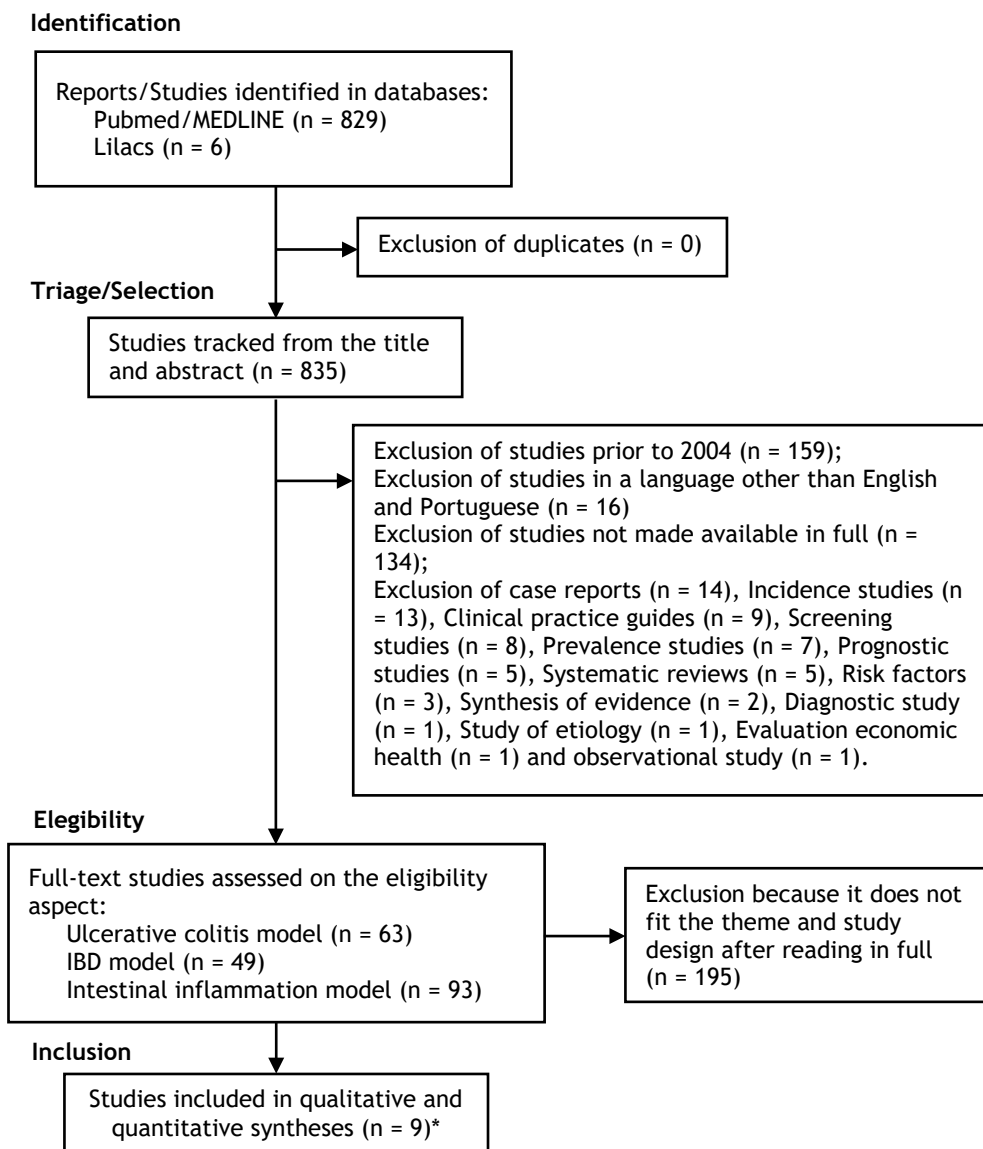 Identification
Reports/Studies identified in databases:
Pubmed/MEDLINE (n = 829)
Lilacs (n = 6)
Exclusion of duplicates (n = 0)
Triage/Selection
Studies tracked from the title
and abstract (n = 835)
Exclusion of studies prior to 2004 (n = 159);
Exclusion of studies in a language other than English
and Portuguese (n = 16)
Exclusion of studies not made available in full (n =
134);
Exclusion of case reports (n = 14), Incidence studies (n
= 13), Clinical practice guides (n = 9), Screening
studies (n = 8), Prevalence studies (n = 7), Prognostic
studies (n = 5), Systematic reviews (n = 5), Risk factors
(n = 3), Synthesis of evidence (n = 2), Diagnostic study
(n = 1), Study of etiology (n = 1), Evaluation economic
health (n = 1) and observational study (n = 1).
Elegibility
Full-text studies assessed on the eligibility
aspect:
Ulcerative colitis model (n = 63)
IBD model (n = 49)
Intestinal inflammation model (n = 93)
Exclusion because it does not
fit the theme and study
design after reading in full
(n = 195)
Inclusion
Studies included in qualitative and
quantitative syntheses (n = 9)*